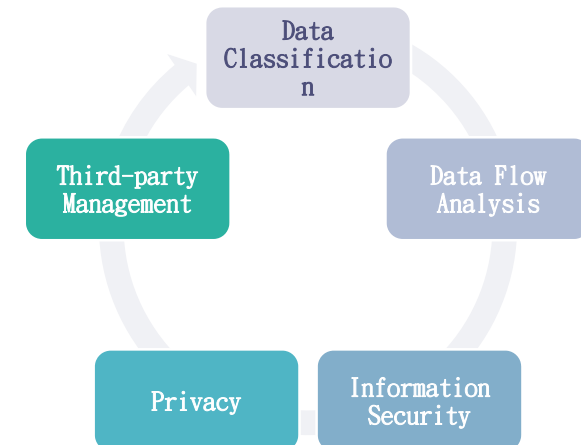 Data
Classificatio
n
Third-party
Management
Data Flow
Analysis
Privacy
Information
Security